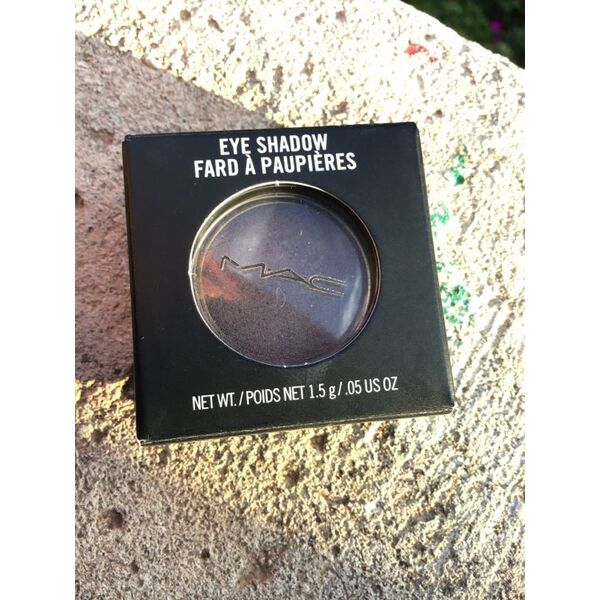 EYE SHADOW
FARD À PAUPIÈRES
MAC
NET WT. / POIDS NET 1.5 g / .05 US OZ